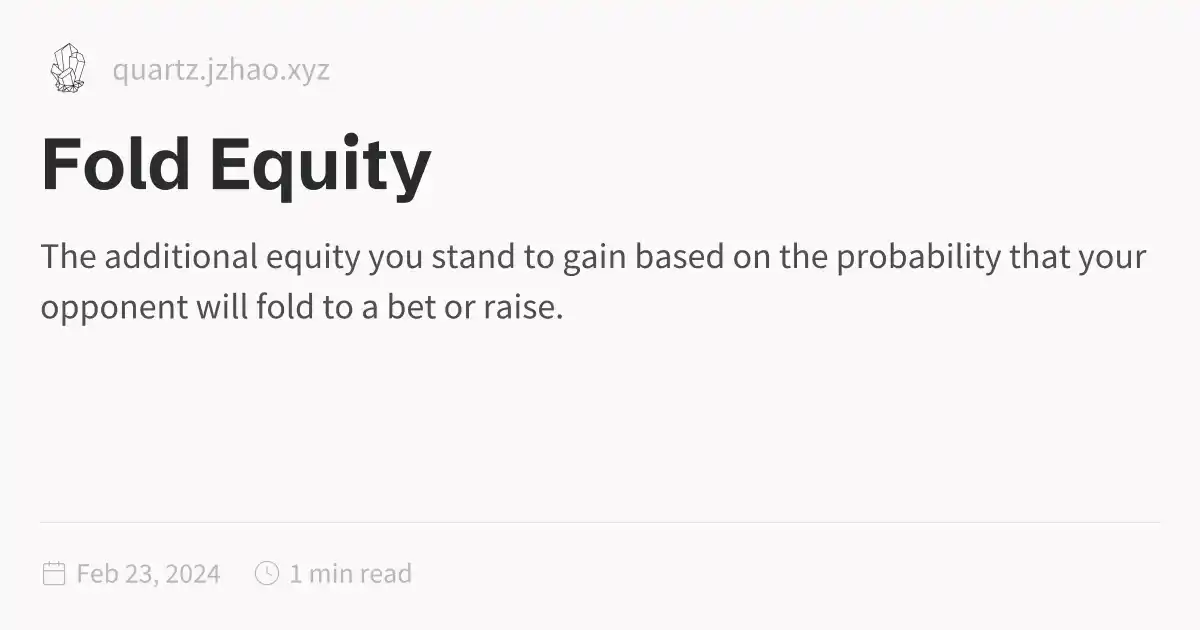 quartz.jzhao.xyz
Fold Equity
The additional equity you stand to gain based on the probability that your
opponent will fold to a bet or raise.
Feb 23, 2024 1 min read